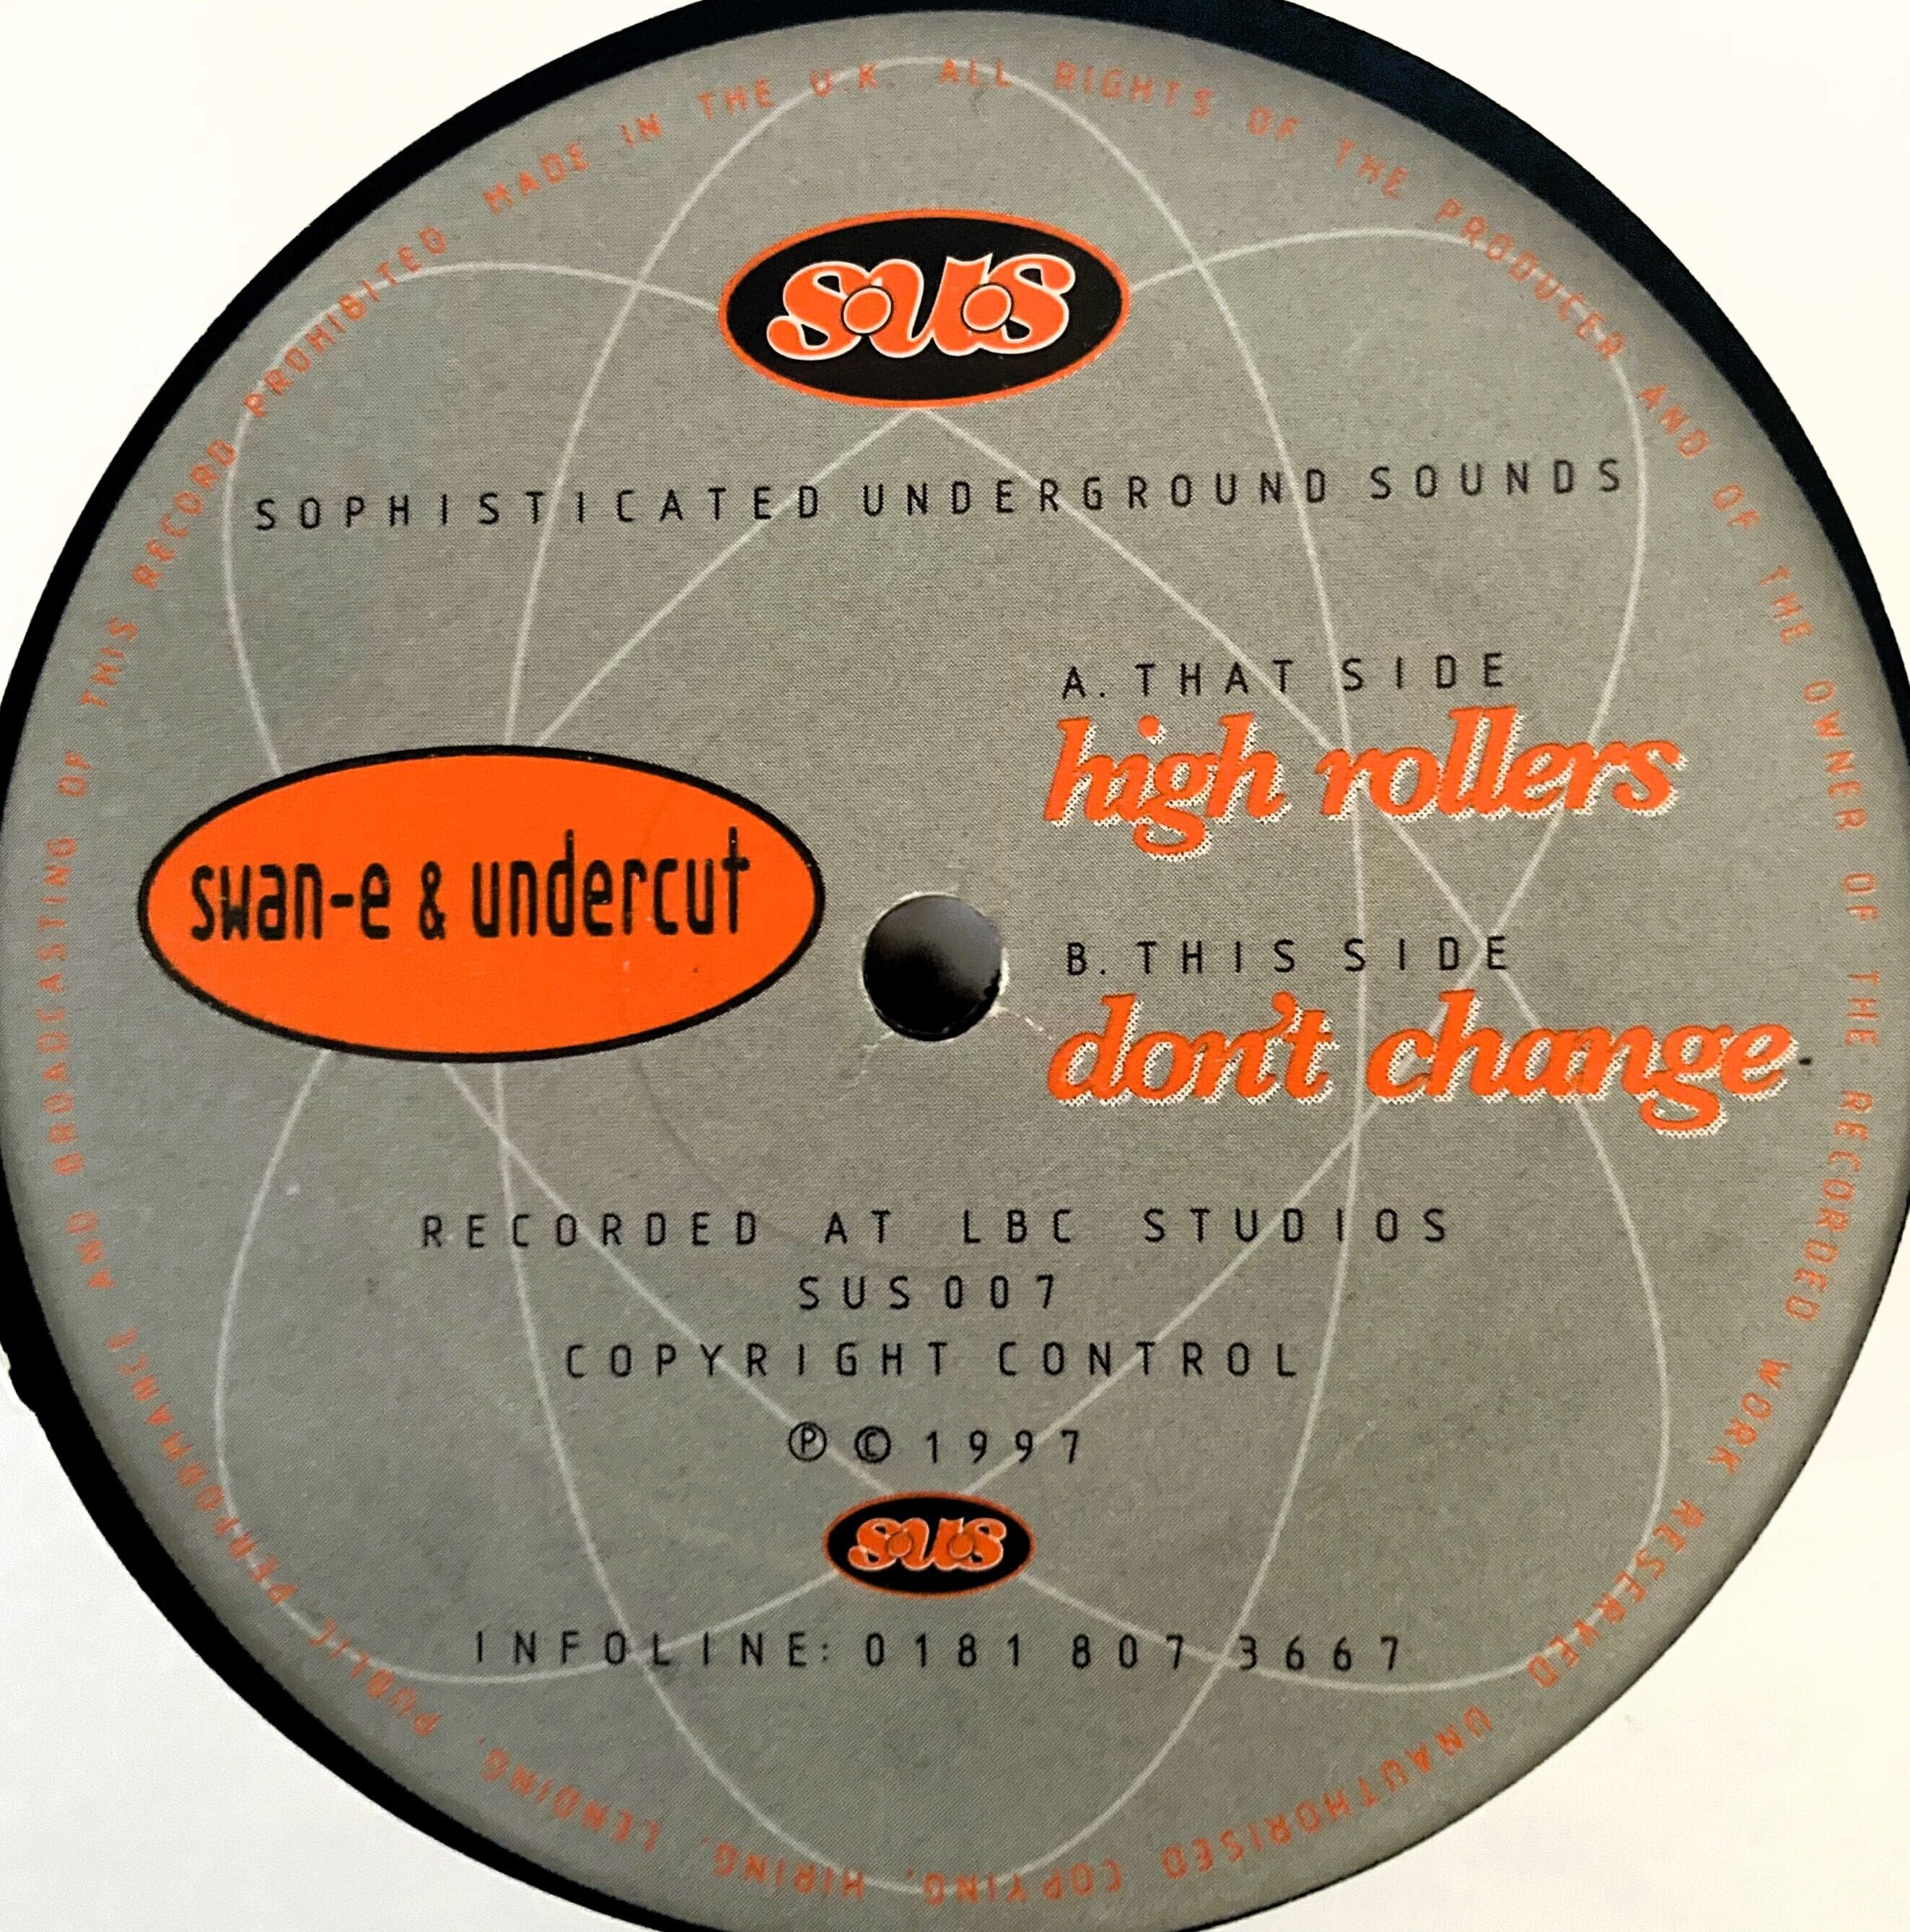 ALL RIGHTS OF THE PRODUCER AND OF THE OWNER OF THE RECORDED WORK RESERVED UNAUTHORISED COPYING, HIRING, LENDING, PUBLIC PERFORMANCE AND BROADCASTING OF THIS RECORD PROHIBITED. MADE IN THE U.K.
SUS
SOPHISTICATED UNDERGROUND SOUNDS
swan-e & undercut
A. THAT SIDE
high rollers
B. THIS SIDE
don't change
RECORDED AT LBC STUDIOS
SUS007
COPYRIGHT CONTROL
℗ © 1997
SUS
INFOLINE: 0181 807 3667